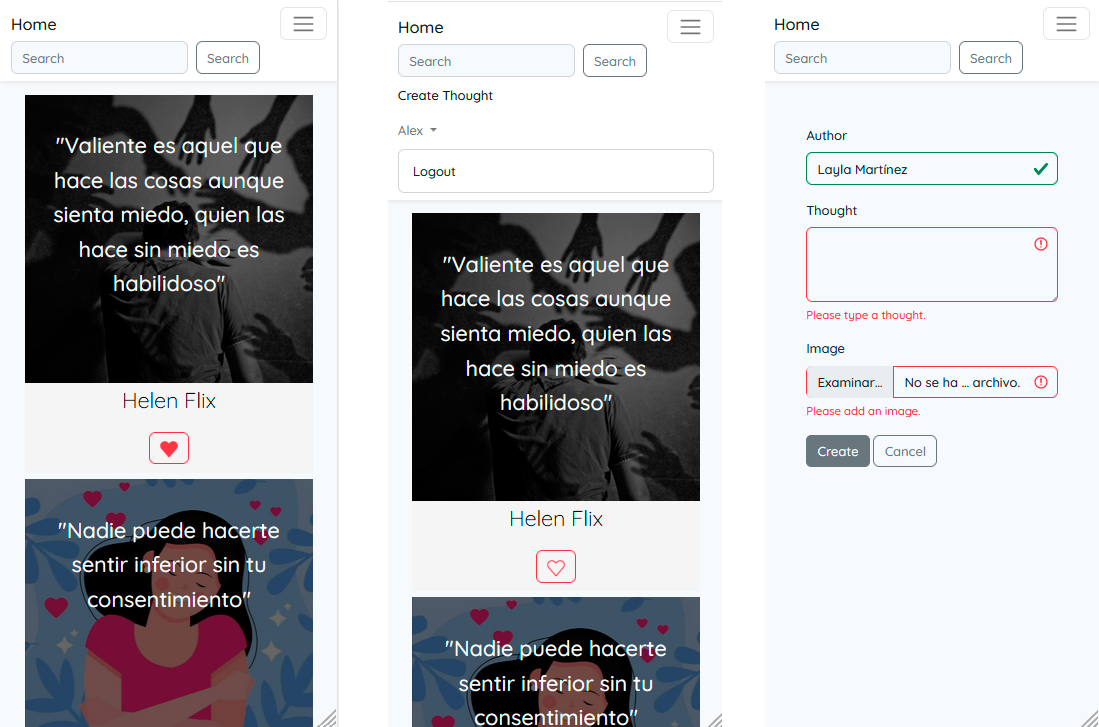 Home
Search
Search
"Valiente es aquel que
hace las cosas aunque
sienta miedo, quien las
hace sin miedo es
habilidoso"
Helen Flix
"Nadie puede hacerte
sentir inferior sin tu
consentimiento"
Home
Search
Search
Create Thought
Alex
Logout
"Valiente es aquel que
hace las cosas aunque
sienta miedo, quien las
hace sin miedo es
habilidoso"
Helen Flix
"Nadie puede hacerte
sentir inferior sin tu
consentimiento"
Home
Search
Search
Author
Layla Martínez
Thought
Please type a thought.
Image
Examinar... No se ha ... archivo.
Please add an image.
Create Cancel